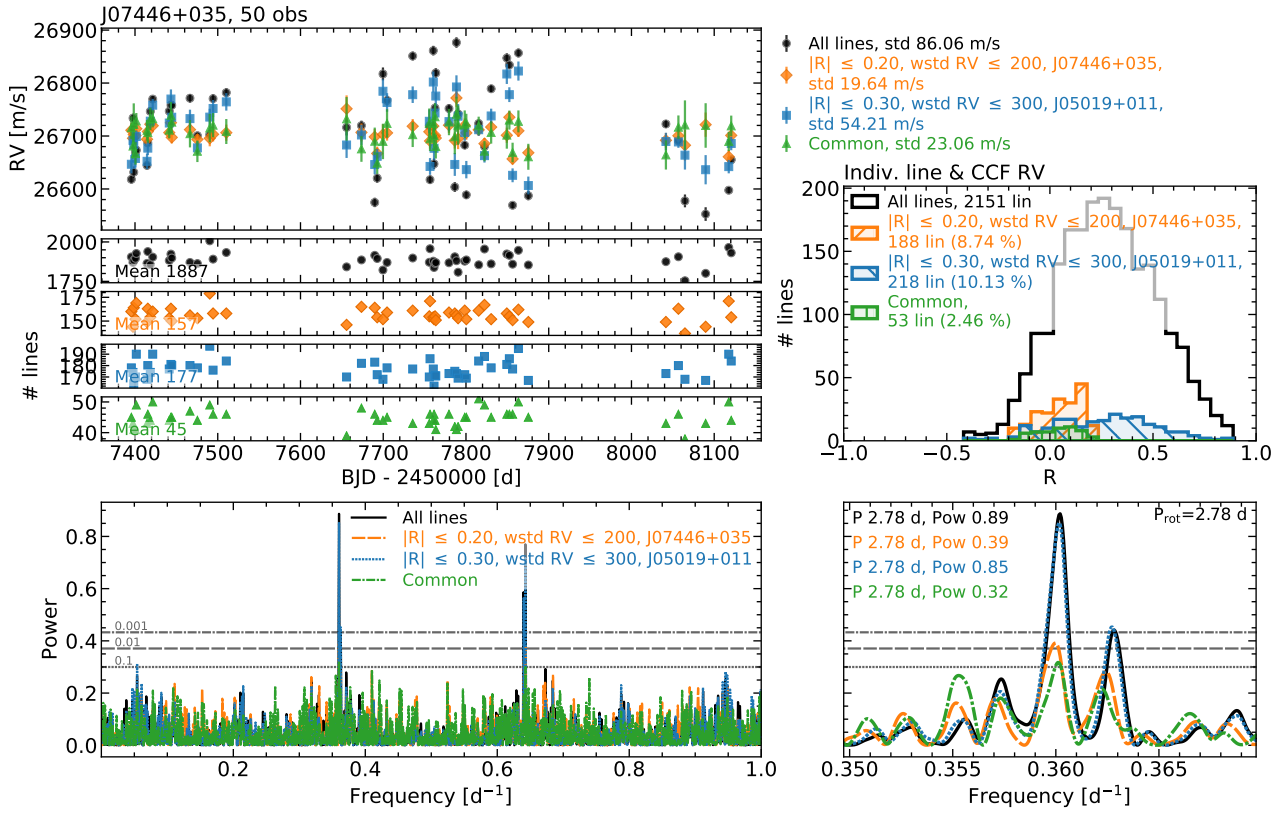 J07446+035, 50 obs
26900
26800
26700
26600
RV [m/s]
All lines, std 86.06 m/s
|R| ≤ 0.20, wstd RV ≤ 200, J07446+035,
std 19.64 m/s
|R| ≤ 0.30, wstd RV ≤ 300, J05019+011,
std 54.21 m/s
Common, std 23.06 m/s
2000
1750
Mean 1887
175
150
Mean 157
190
180
170
Mean 177
50
40
Mean 45
# lines
7400 7500 7600 7700 7800 7900 8000 8100
BJD - 2450000 [d]
Indiv. line & CCF RV
200
150
100
50
0
# lines
All lines, 2151 lin
|R| ≤ 0.20, wstd RV ≤ 200, J07446+035,
188 lin (8.74 %)
|R| ≤ 0.30, wstd RV ≤ 300, J05019+011,
218 lin (10.13 %)
Common,
53 lin (2.46 %)
−1.0 −0.5 0.0 0.5 1.0
R
0.8
0.6
0.4
0.2
0.0
Power
All lines
|R| ≤ 0.20, wstd RV ≤ 200, J07446+035
|R| ≤ 0.30, wstd RV ≤ 300, J05019+011
Common
0.001
0.01
0.1
0.2 0.4 0.6 0.8 1.0
Frequency [d⁻¹]
P 2.78 d, Pow 0.89
P 2.78 d, Pow 0.39
P 2.78 d, Pow 0.85
P 2.78 d, Pow 0.32
P_rot=2.78 d
0.350 0.355 0.360 0.365
Frequency [d⁻¹]